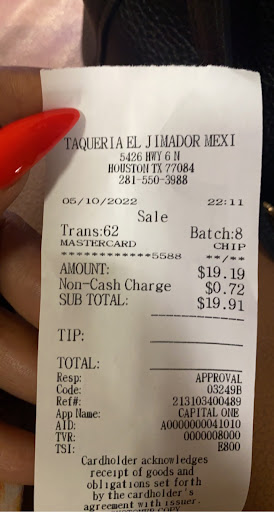 TAQUERIA EL JIMADOR MEXI
5426 HWY 6 N
HOUSTON TX 77084
281-550-3988
05/10/2022 22:11
Sale
Trans:62 Batch:8
MASTERCARD CHIP
************5588 **/**
AMOUNT: $19.19
Non-Cash Charge $0.72
SUB TOTAL: $19.91
TIP:
TOTAL:
Resp: APPROVAL
Code: 03249B
Ref#: 213103400489
App Name: CAPITAL ONE
AID: A0000000041010
TVR: 0000008000
TSI: E800
Cardholder acknowledges
receipt of goods and
obligations set forth
by the cardholder's
agreement with issuer.